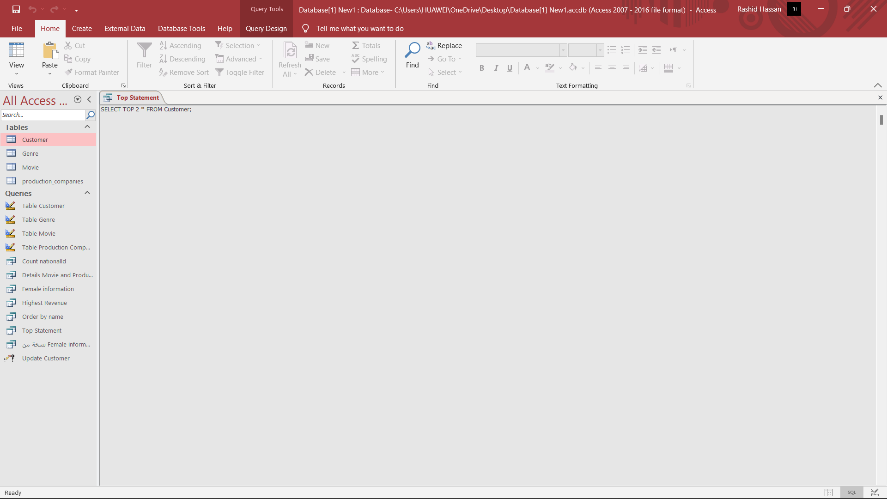 Query Tools
Database[1] New1 : Database- C:\Users\HUAWEI\OneDrive\Desktop\Database[1] New1.accdb (Access 2007 - 2016 file format) - Access
Rashid Hassan
File Home Create External Data Database Tools Help Query Design Tell me what you want to do
View
Views
Paste
Cut
Copy
Format Painter
Clipboard
Filter
Ascending
Descending
Remove Sort
Selection
Advanced
Toggle Filter
Sort & Filter
Refresh All
New
Save
Delete
Totals
Spelling
More
Records
Find
Replace
Go To
Select
Find
B I U A
Text Formatting
All Access ...
Search...
Tables
Customer
Genre
Movie
production_companies
Queries
Table Customer
Table Genre
Table Movie
Table Production Comp...
Count nationalid
Details Movie and Produ...
Female information
Highest Revenue
Order by name
Top Statement
نسخة من Female inform...
Update Customer
Top Statement
SELECT TOP 2 * FROM Customer;
Ready
SQL